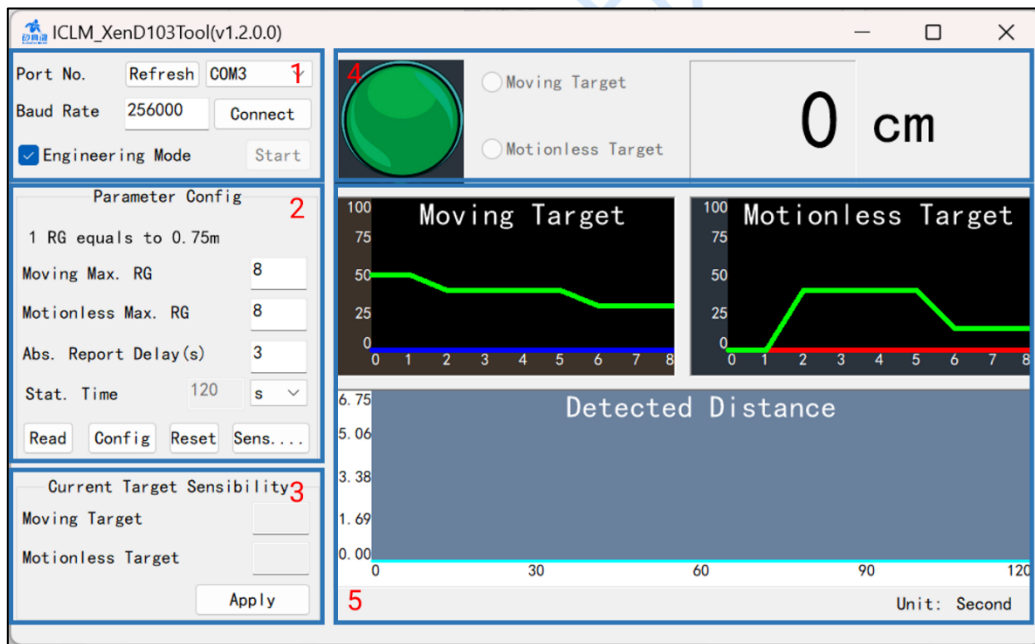 ICLM_XenD103Tool(v1.2.0.0)
Port No. Refresh COM3 1
Baud Rate 256000 Connect
Engineering Mode Start
Parameter Config 2
1 RG equals to 0.75m
Moving Max. RG 8
Motionless Max. RG 8
Abs. Report Delay(s) 3
Stat. Time 120 s
Read Config Reset Sens....
Current Target Sensibility 3
Moving Target
Motionless Target
Apply
4 Moving Target
Motionless Target
0 cm
Moving Target
100
75
50
25
0
0 1 2 3 4 5 6 7 8
Motionless Target
100
75
50
25
0
0 1 2 3 4 5 6 7 8
Detected Distance
6.75
5.06
3.38
1.69
0.00
0 30 60 90 120
5 Unit: Second